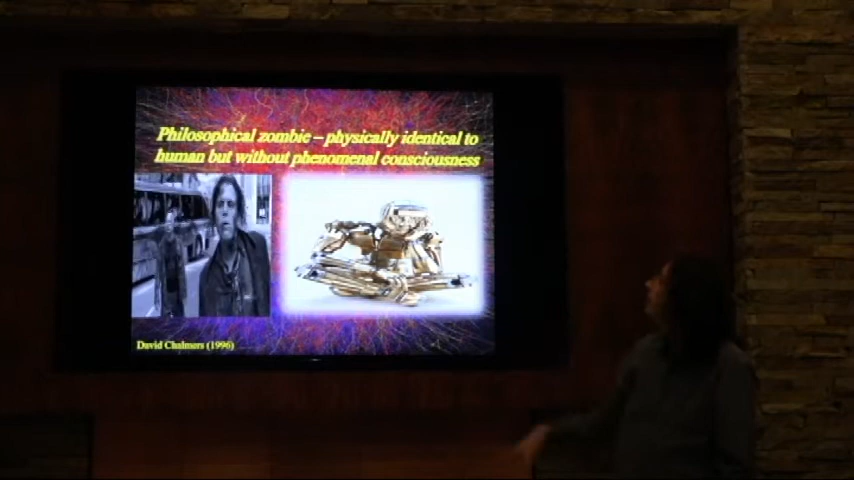 Philosophical zombie – physically identical to
human but without phenomenal consciousness
David Chalmers (1996)